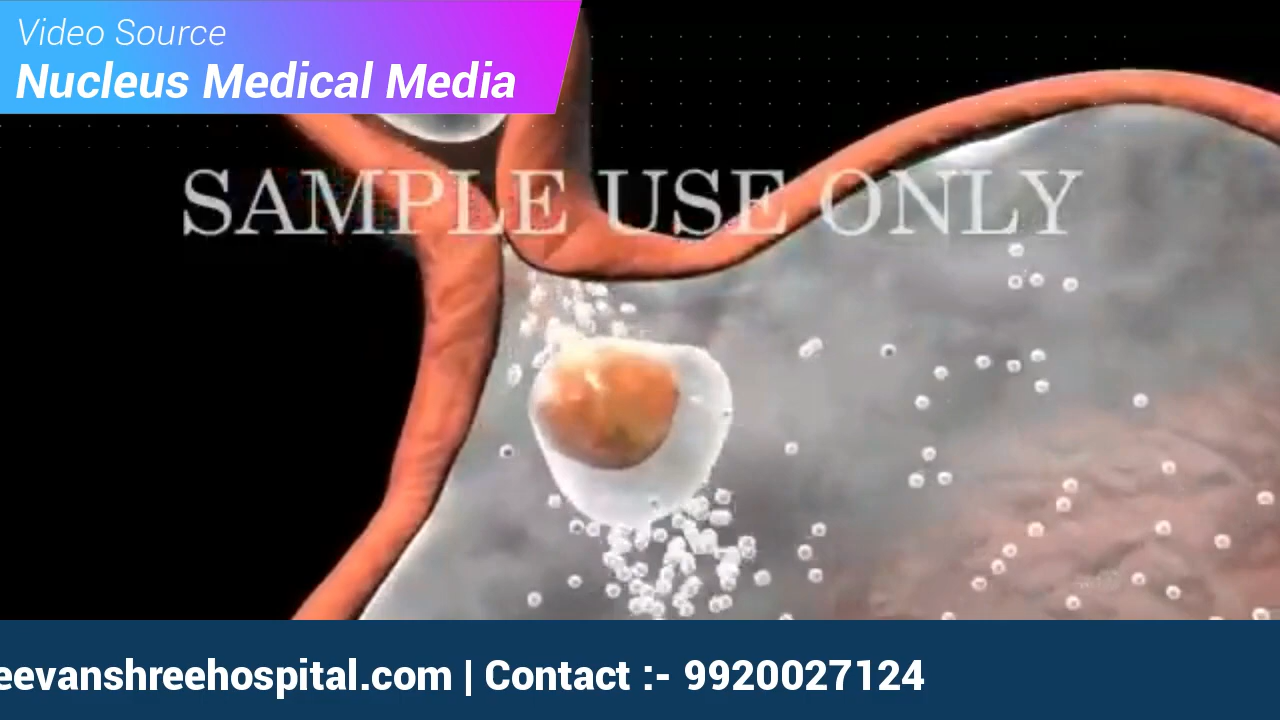 Video Source
Nucleus Medical Media
SAMPLE USE ONLY
eevanshreehospital.com | Contact :- 9920027124